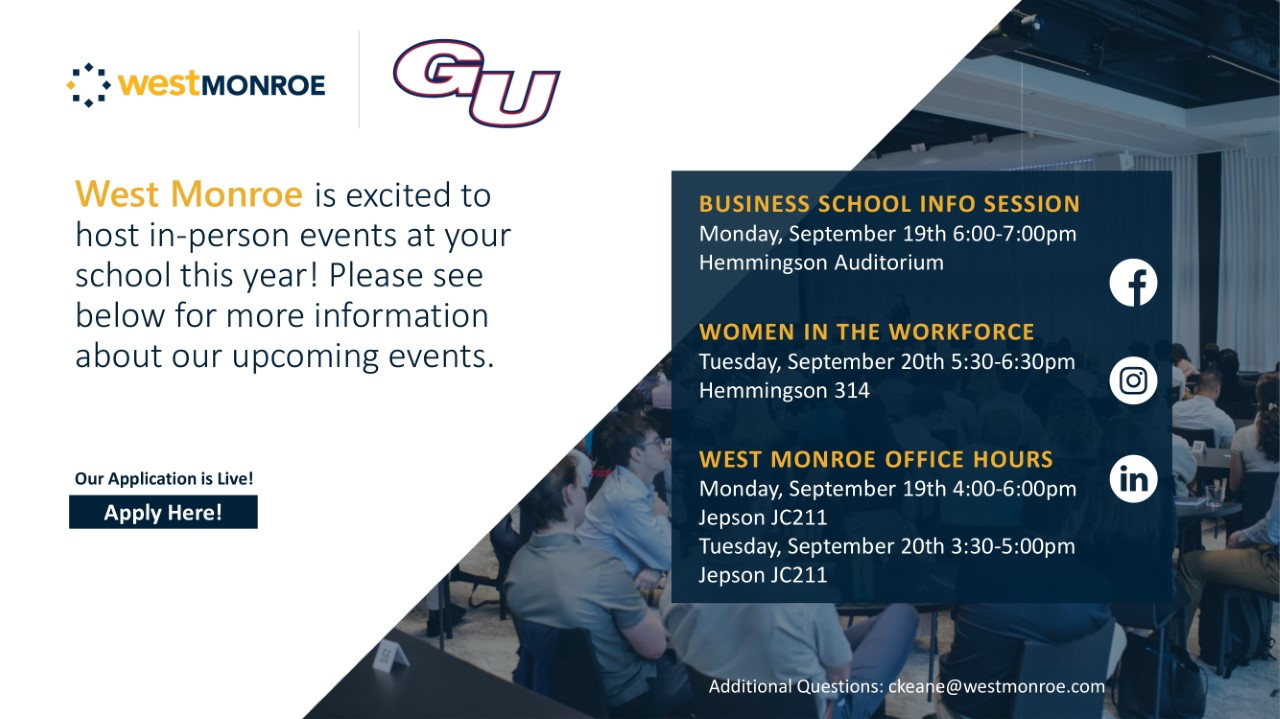 westMONROE
GU
West Monroe is excited to
host in-person events at your
school this year! Please see
below for more information
about our upcoming events.
Our Application is Live!
Apply Here!
BUSINESS SCHOOL INFO SESSION
Monday, September 19th 6:00-7:00pm
Hemmingson Auditorium
WOMEN IN THE WORKFORCE
Tuesday, September 20th 5:30-6:30pm
Hemmingson 314
WEST MONROE OFFICE HOURS
Monday, September 19th 4:00-6:00pm
Jepson JC211
Tuesday, September 20th 3:30-5:00pm
Jepson JC211
in
Additional Questions: ckeane@westmonroe.com